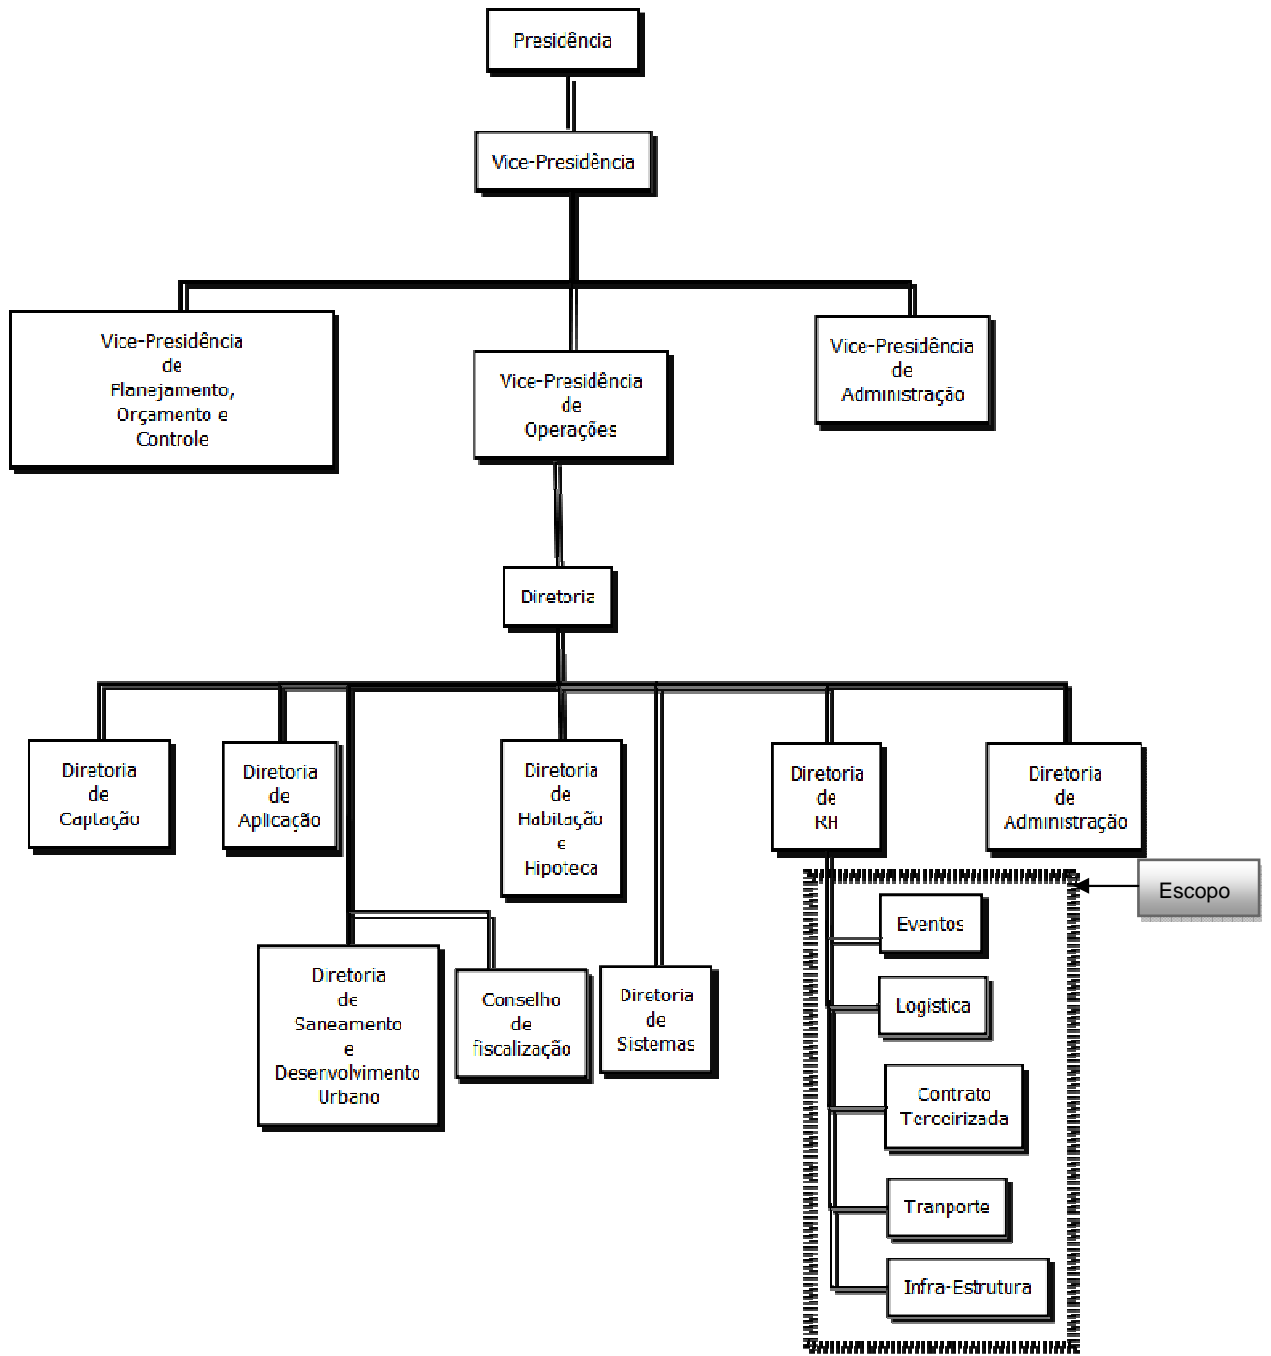 Presidência
Vice-Presidência
Vice-Presidência
de
Planejamento,
Orçamento e
Controle
Vice-Presidência
de
Operações
Vice-Presidência
de
Administração
Diretoria
Diretoria
de
Captação
Diretoria
de
Aplicação
Diretoria
de
Habitação
e
Hipoteca
Diretoria
de
RH
Diretoria
de
Administração
Escopo
Eventos
Diretoria
de
Saneamento
e
Desenvolvimento
Urbano
Conselho
de
fiscalização
Diretoria
de
Sistemas
Logística
Contrato
Terceirizada
Tranporte
Infra-Estrutura